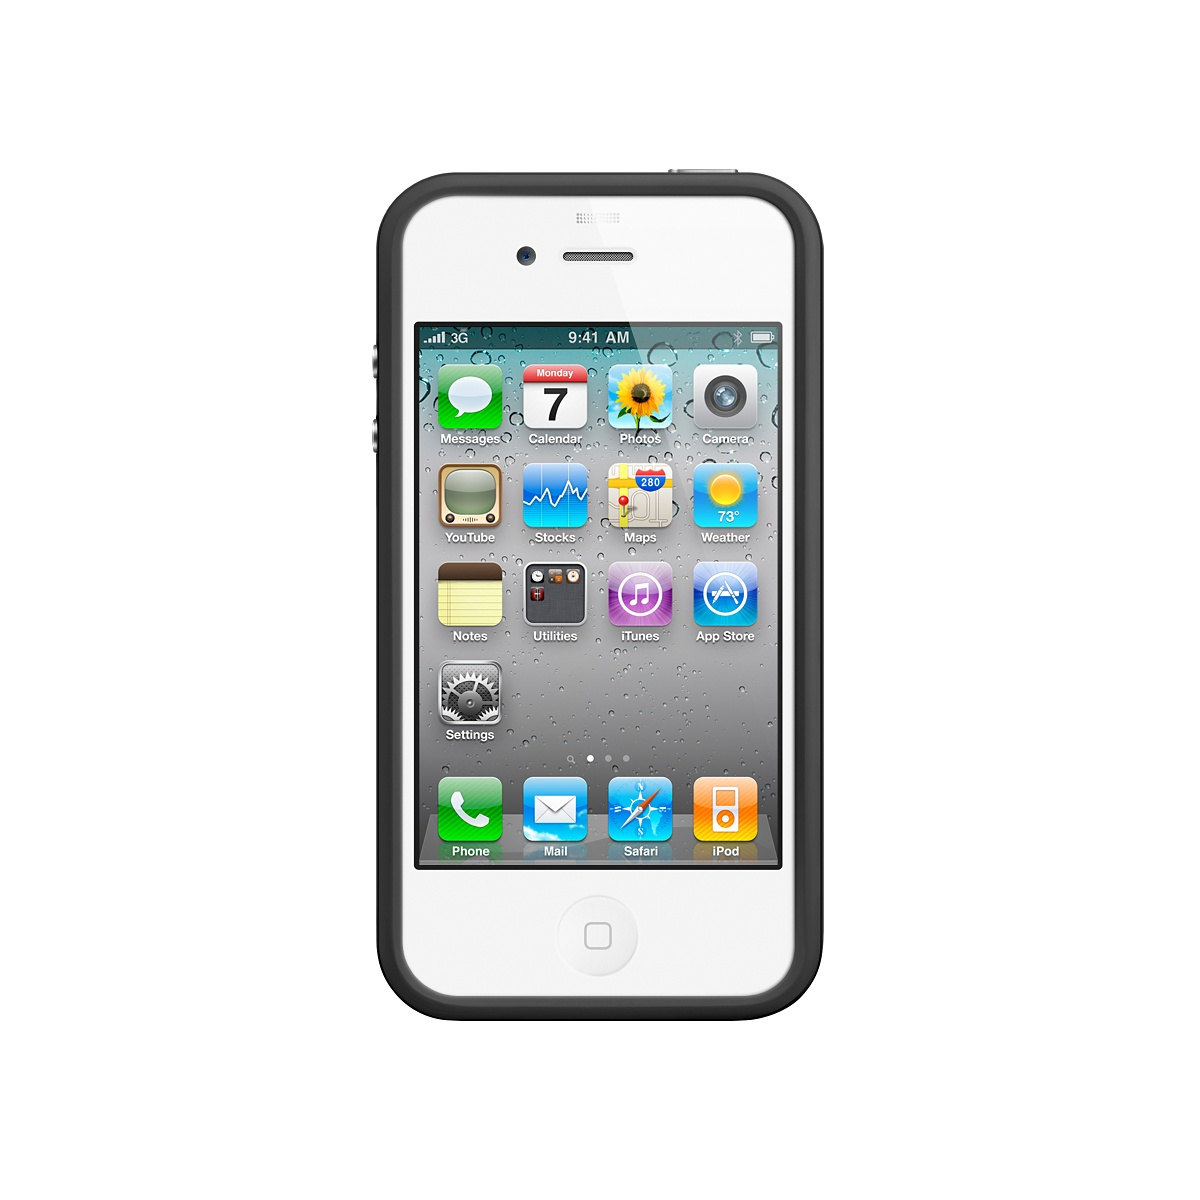 3G 9:41 AM
Monday
7
Messages Calendar Photos Camera
280
73°
YouTube Stocks Maps Weather
Notes Utilities iTunes App Store
Settings
N
S
Phone Mail Safari iPod